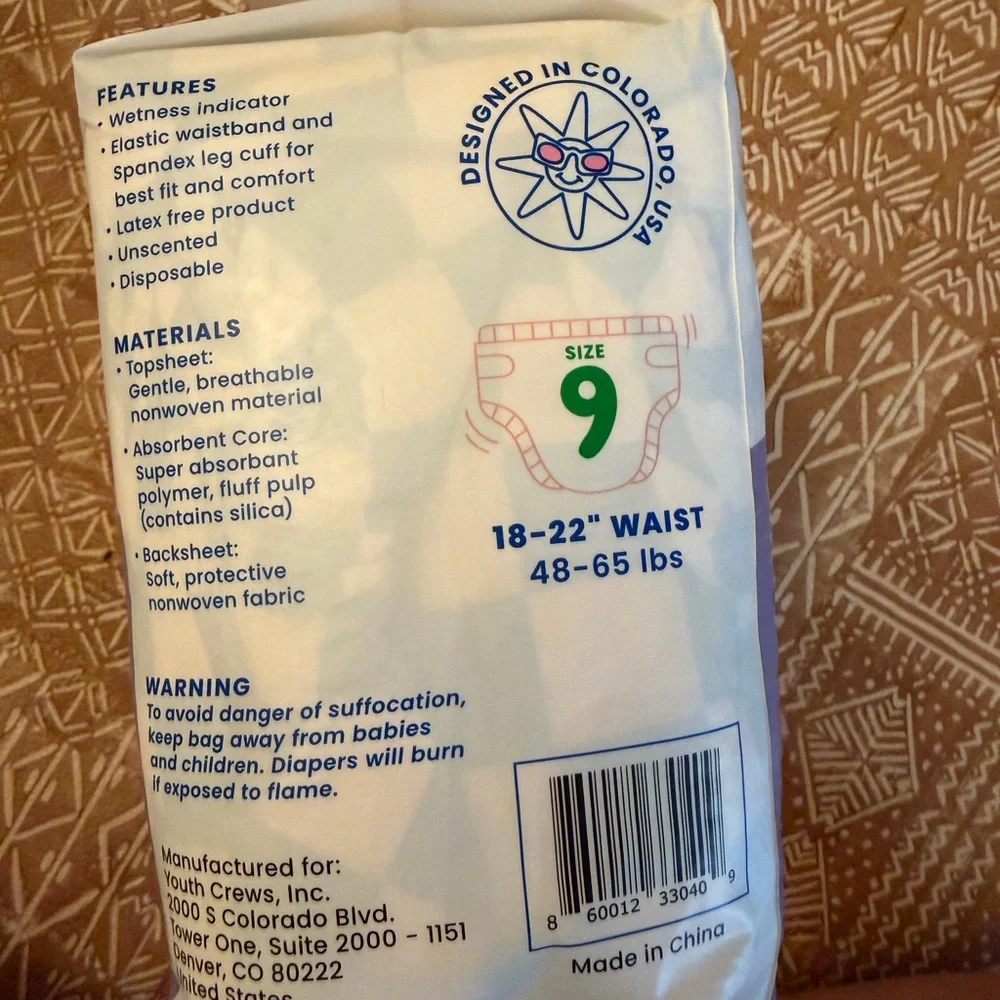 FEATURES
• Wetness indicator
• Elastic waistband and
Spandex leg cuff for
best fit and comfort
• Latex free product
• Unscented
• Disposable
MATERIALS
• Topsheet:
Gentle, breathable
nonwoven material
• Absorbent Core:
Super absorbant
polymer, fluff pulp
(contains silica)
• Backsheet:
Soft, protective
nonwoven fabric
WARNING
To avoid danger of suffocation,
keep bag away from babies
and children. Diapers will burn
if exposed to flame.
Manufactured for:
Youth Crews, Inc.
2000 S Colorado Blvd.
Tower One, Suite 2000 - 1151
Denver, CO 80222
United States
DESIGNED IN COLORADO, USA
SIZE
9
18-22" WAIST
48-65 lbs
8 60012 33040 9
Made in China